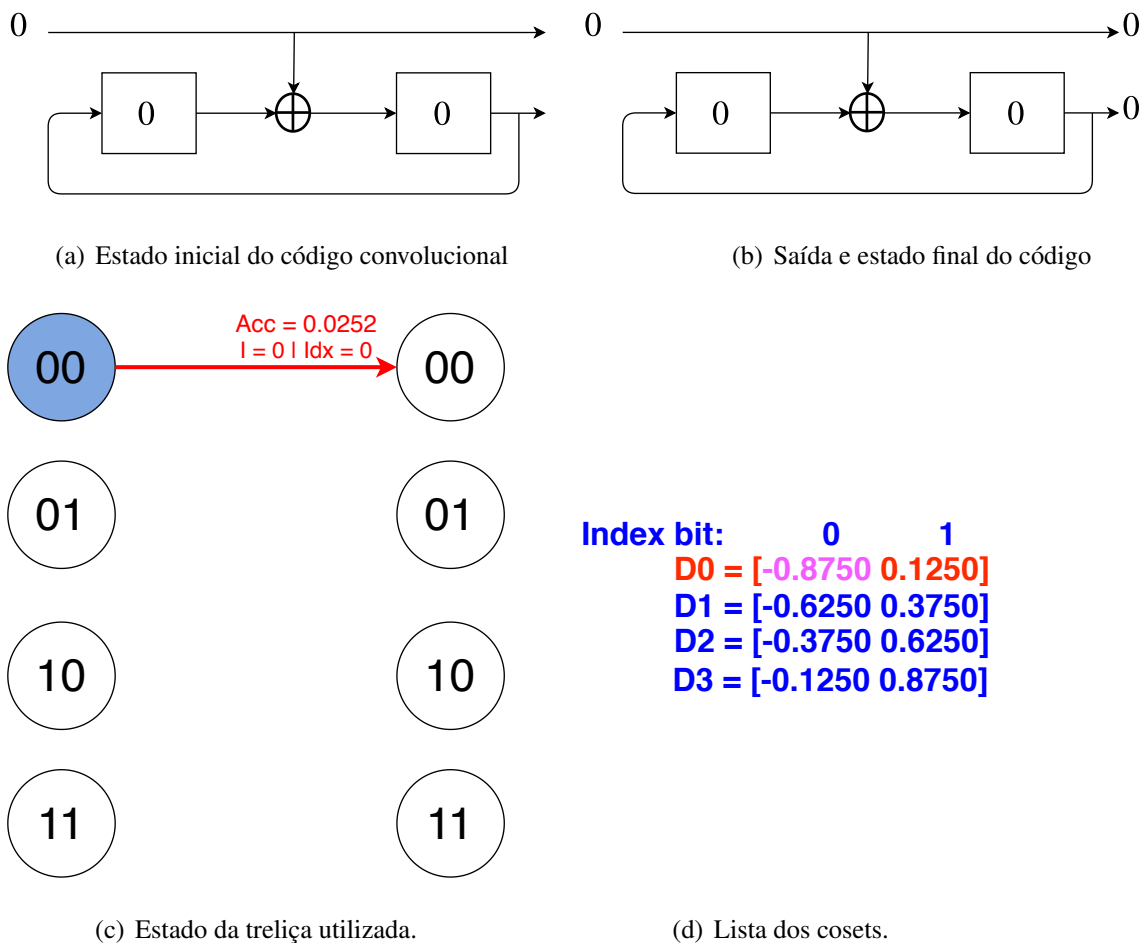 0
0 0
0 0
0 0 0
(a) Estado inicial do código convolucional
(b) Saída e estado final do código
Acc = 0.0252
I = 0 | Idx = 0
00 00
01 01
10 10
11 11
Index bit: 0 1
D0 = [-0.8750 0.1250]
D1 = [-0.6250 0.3750]
D2 = [-0.3750 0.6250]
D3 = [-0.1250 0.8750]
(c) Estado da treliça utilizada.
(d) Lista dos cosets.